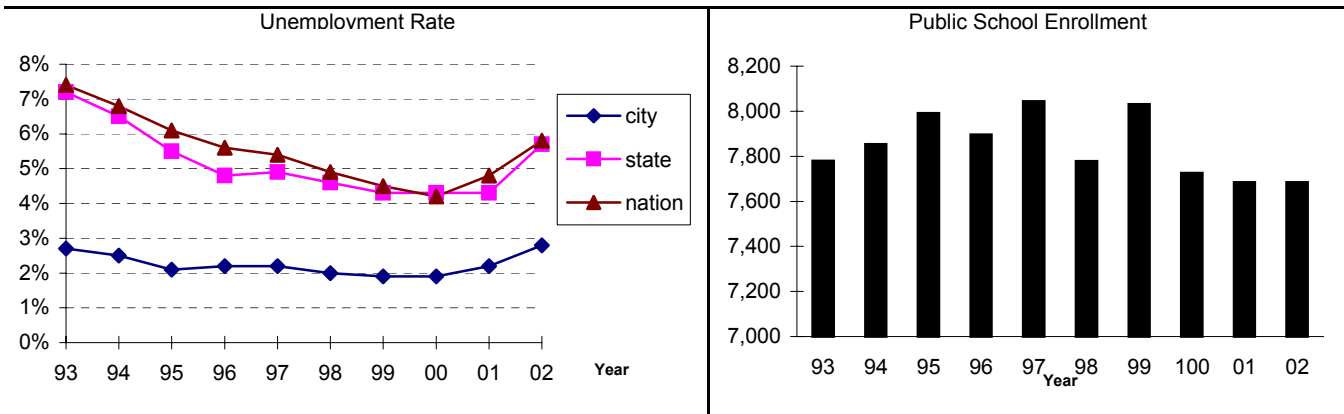 Unemployment Rate
8%
7%
6%
5%
4%
3%
2%
1%
0%
93 94 95 96 97 98 99 00 01 02
Year
city
state
nation
Public School Enrollment
8,200
8,000
7,800
7,600
7,400
7,200
7,000
93 94 95 96 97 98 99 100 01 02
Year